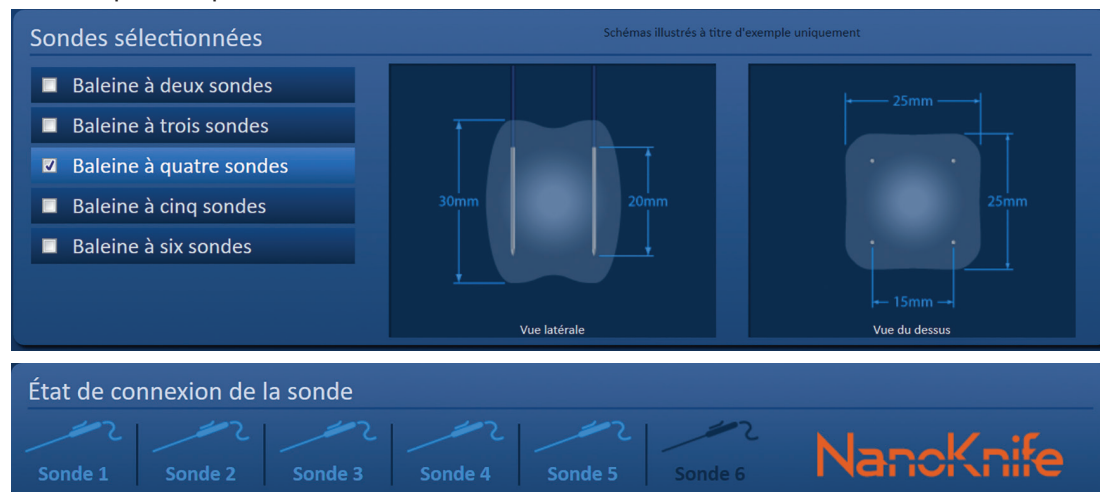 Sondes sélectionnées
Schémas illustrés à titre d'exemple uniquement
Baleine à deux sondes
Baleine à trois sondes
Baleine à quatre sondes
Baleine à cinq sondes
Baleine à six sondes
30mm
20mm
Vue latérale
25mm
25mm
15mm
Vue du dessus
État de connexion de la sonde
Sonde 1
Sonde 2
Sonde 3
Sonde 4
Sonde 5
Sonde 6
NanoKnife